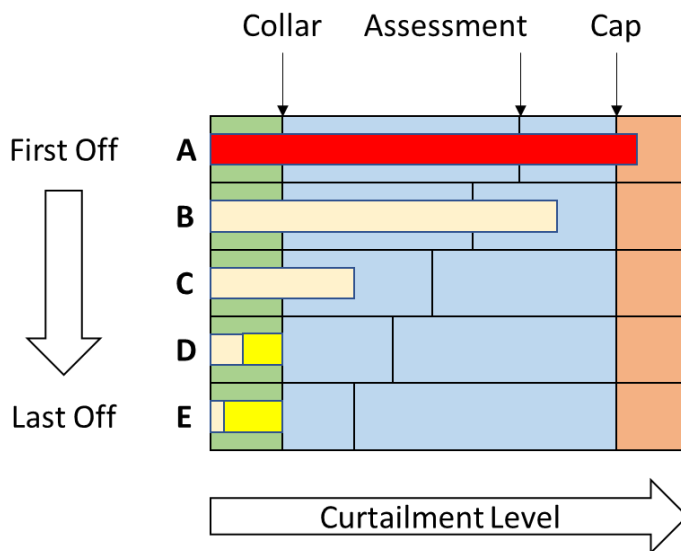 Collar Assessment Cap
First Off A
B
C
D
Last Off E
Curtailment Level